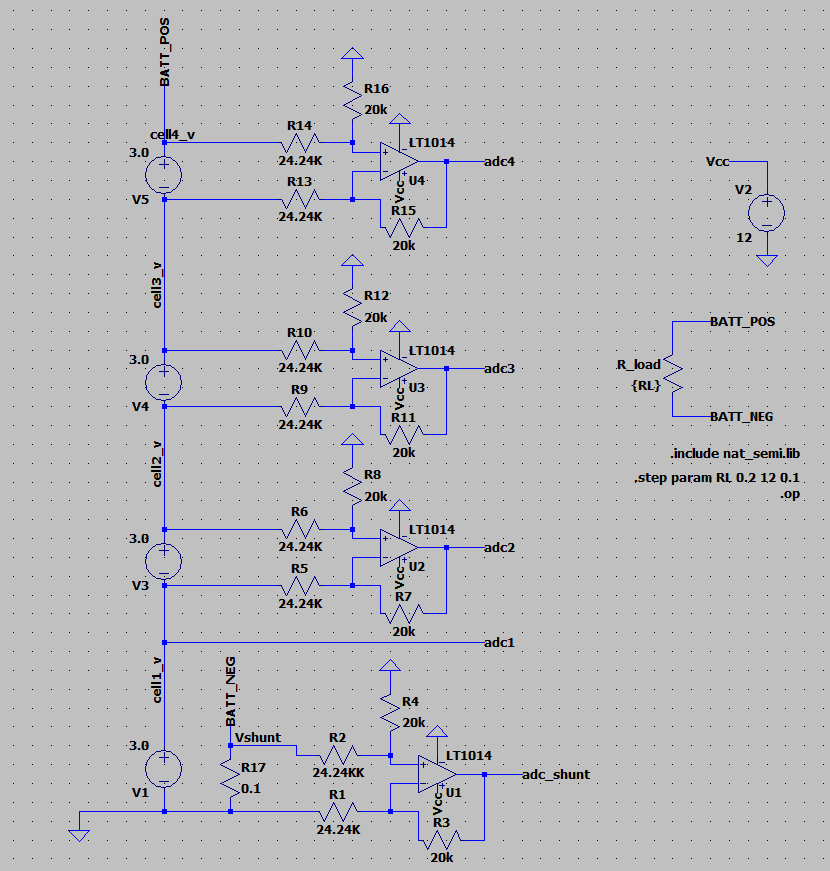 BATT_POS
cell4_v
3.0
V5
R14
24.24K
R13
24.24K
R16
20k
LT1014
U4
Vcc
R15
20k
adc4
cell3_v
3.0
V4
R10
24.24K
R9
24.24K
R12
20k
LT1014
U3
Vcc
R11
20k
adc3
cell2_v
3.0
V3
R6
24.24K
R5
24.24K
R8
20k
LT1014
U2
Vcc
R7
20k
adc2
adc1
cell1_v
3.0
V1
BATT_NEG
Vshunt
R17
0.1
R2
24.24KK
R1
24.24K
R4
20k
LT1014
U1
Vcc
R3
20k
adc_shunt
Vcc
V2
12
BATT_POS
R_load
{RL}
BATT_NEG
.include nat_semi.lib
.step param RL 0.2 12 0.1
.op